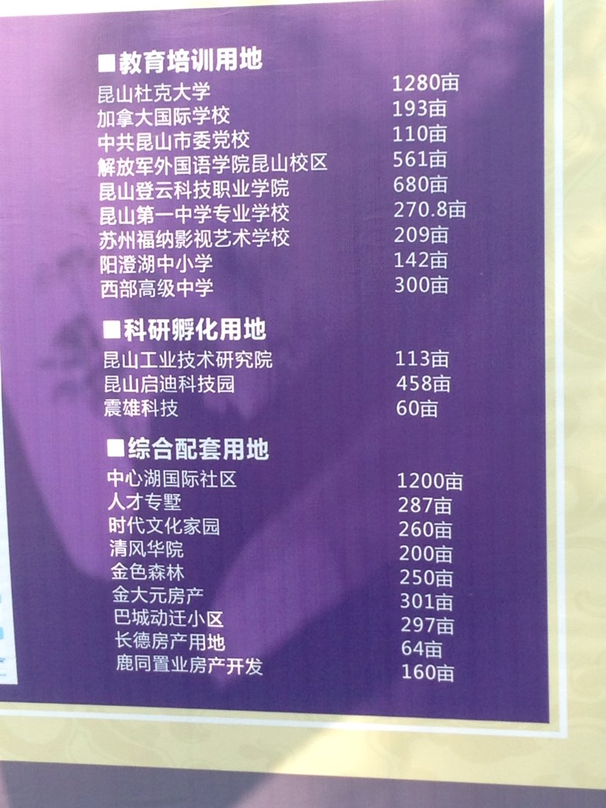 ■教育培训用地
昆山杜克大学 1280亩
加拿大国际学校 193亩
中共昆山市委党校 110亩
解放军外国语学院昆山校区 561亩
昆山登云科技职业学院 680亩
昆山第一中学专业学校 270.8亩
苏州福纳影视艺术学校 209亩
阳澄湖中小学 142亩
西部高级中学 300亩
■科研孵化用地
昆山工业技术研究院 113亩
昆山启迪科技园 458亩
震雄科技 60亩
■综合配套用地
中心湖国际社区 1200亩
人才专墅 287亩
时代文化家园 260亩
清风华院 200亩
金色森林 250亩
金大元房产 301亩
巴城动迁小区 297亩
长德房产用地 64亩
鹿同置业房产开发 160亩